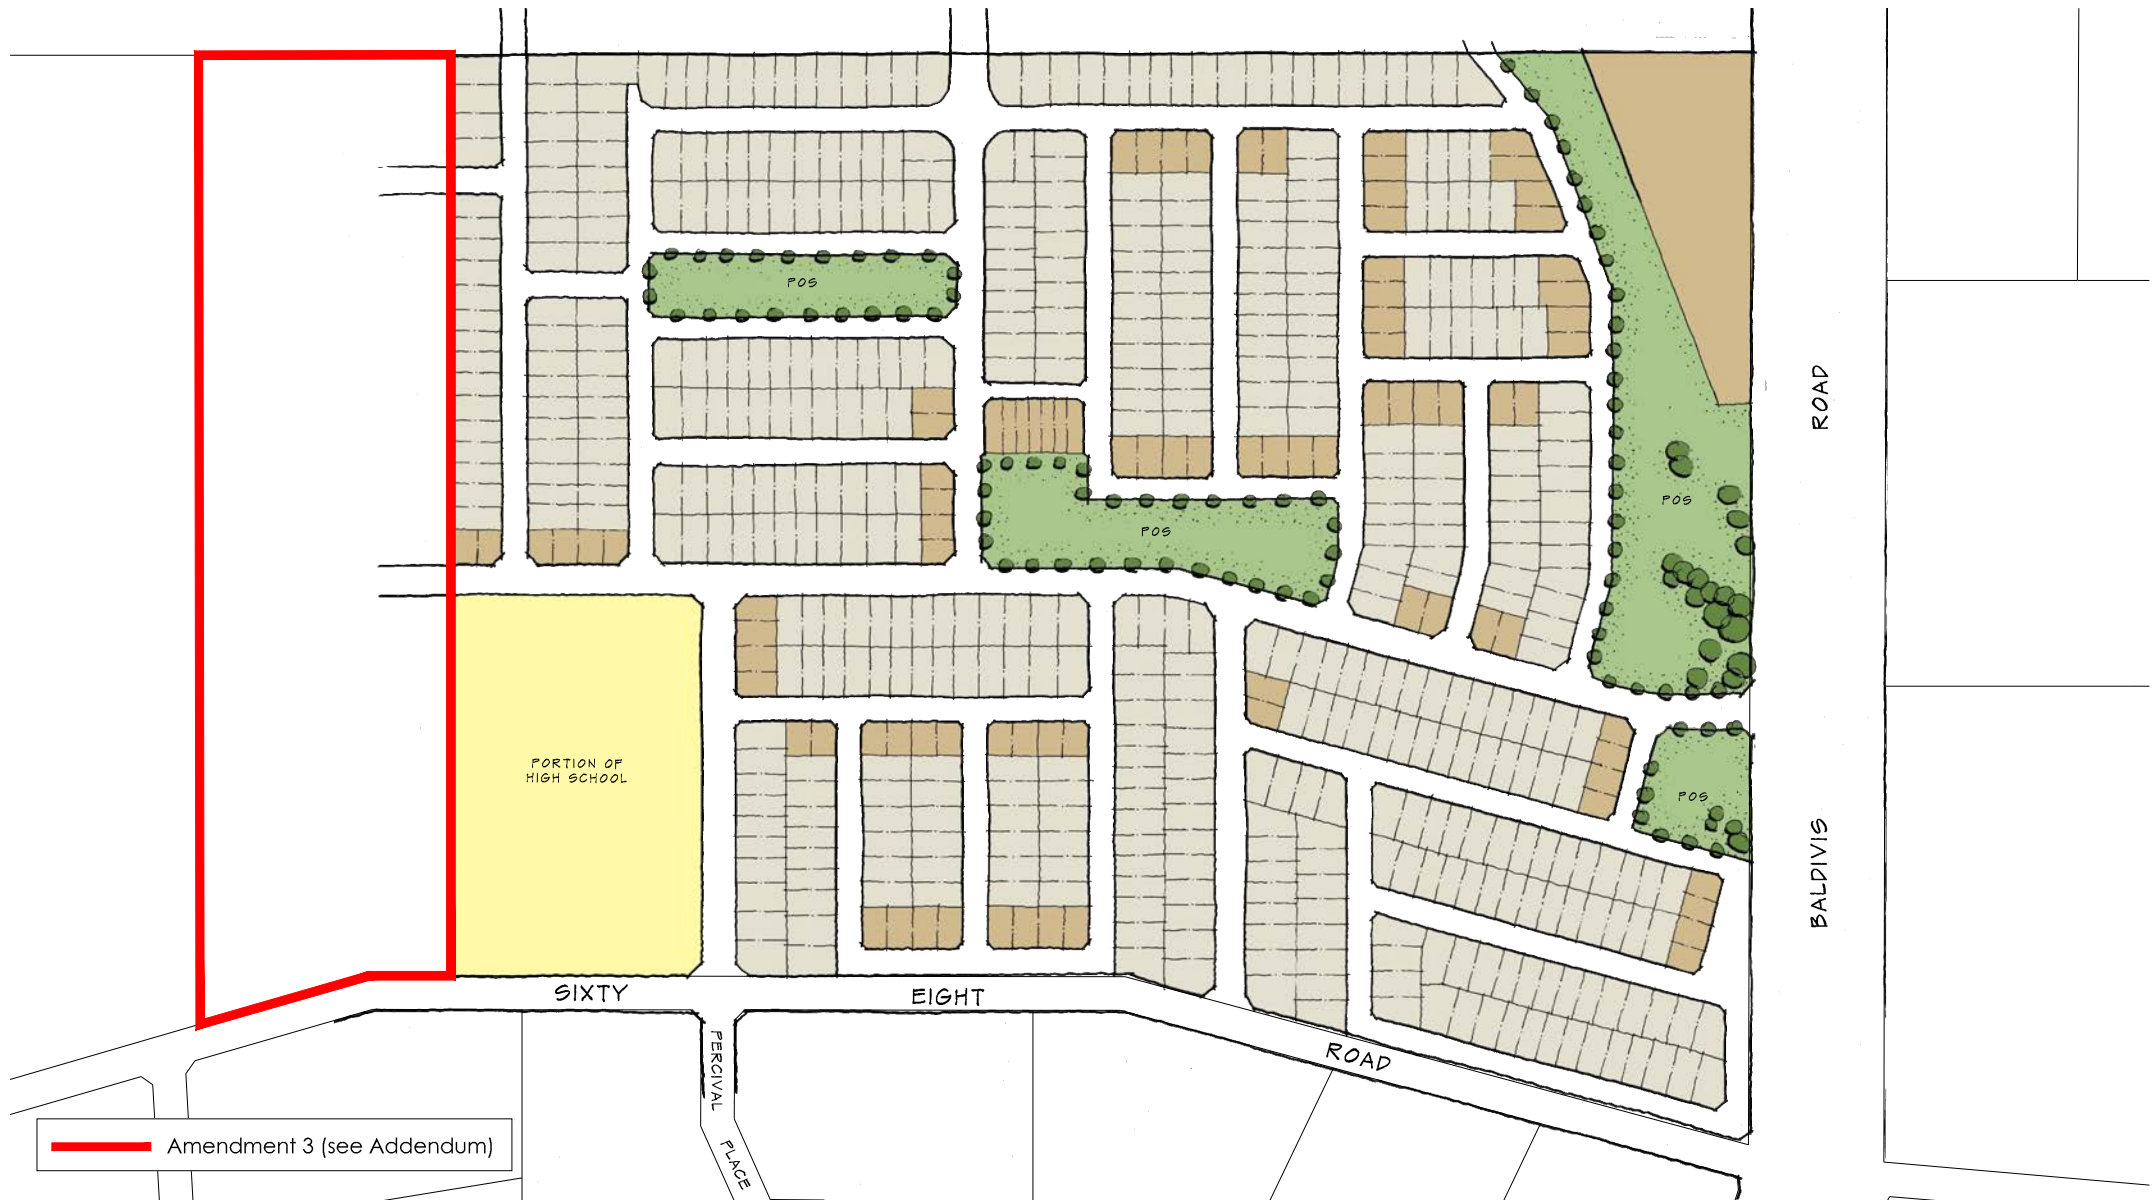 POS
ROAD
POS
POS
PORTION OF
HIGH SCHOOL
POS
BALDIVIS
SIXTY
EIGHT
ROAD
PERCIVAL
PLACE
Amendment 3 (see Addendum)